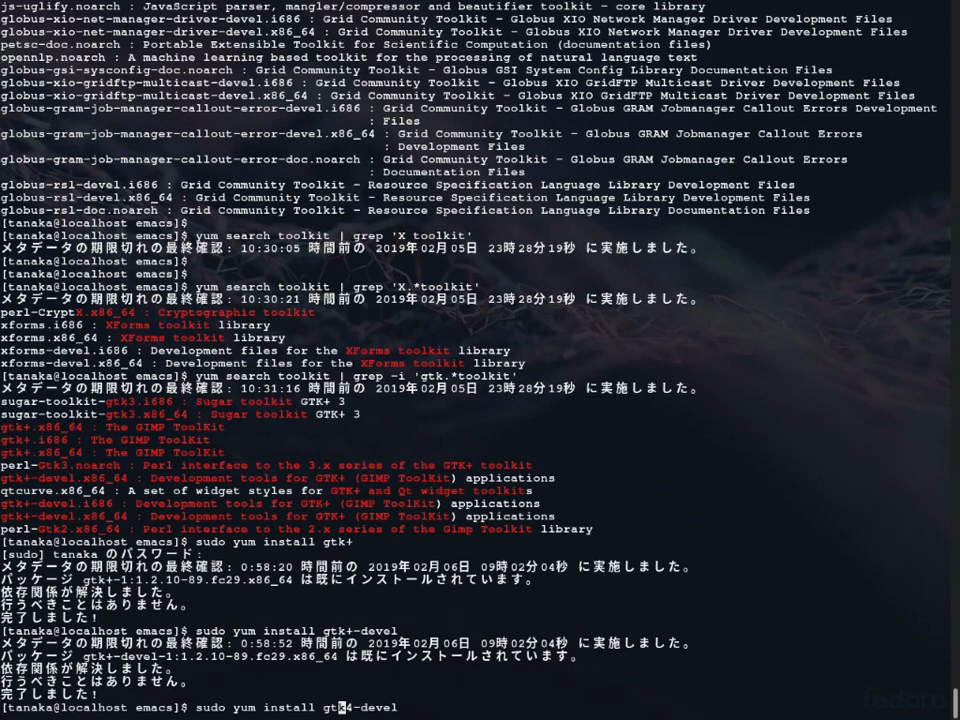 js-uglify.noarch : JavaScript parser, mangler/compressor and beautifier toolkit - core library
globus-xio-net-manager-driver-devel.i686 : Grid Community Toolkit - Globus XIO Network Manager Driver Development Files
globus-xio-net-manager-driver-devel.x86_64 : Grid Community Toolkit - Globus XIO Network Manager Driver Development Files
petsc-doc.noarch : Portable Extensible Toolkit for Scientific Computation (documentation files)
opennlp.noarch : A machine learning based toolkit for the processing of natural language text
globus-gsi-sysconfig-doc.noarch : Grid Community Toolkit - Globus GSI System Config Library Documentation Files
globus-xio-gridftp-multicast-devel.i686 : Grid Community Toolkit - Globus XIO GridFTP Multicast Driver Development Files
globus-xio-gridftp-multicast-devel.x86_64 : Grid Community Toolkit - Globus XIO GridFTP Multicast Driver Development Files
globus-gram-job-manager-callout-error-devel.i686 : Grid Community Toolkit - Globus GRAM Jobmanager Callout Errors Development
: Files
globus-gram-job-manager-callout-error-devel.x86_64 : Grid Community Toolkit - Globus GRAM Jobmanager Callout Errors
: Development Files
globus-gram-job-manager-callout-error-doc.noarch : Grid Community Toolkit - Globus GRAM Jobmanager Callout Errors
: Documentation Files
globus-rsl-devel.i686 : Grid Community Toolkit - Resource Specification Language Library Development Files
globus-rsl-devel.x86_64 : Grid Community Toolkit - Resource Specification Language Library Development Files
globus-rsl-doc.noarch : Grid Community Toolkit - Resource Specification Language Library Documentation Files
[tanaka@localhost emacs]$
[tanaka@localhost emacs]$ yum search toolkit | grep 'X toolkit'
メタデータの期限切れの最終確認: 10:30:05 時間前の 2019年02月05日 23時28分19秒 に実施しました。
[tanaka@localhost emacs]$
[tanaka@localhost emacs]$
[tanaka@localhost emacs]$ yum search toolkit | grep 'X.*toolkit'
メタデータの期限切れの最終確認: 10:30:21 時間前の 2019年02月05日 23時28分19秒 に実施しました。
perl-CryptX.x86_64 : Cryptographic toolkit
xforms.i686 : XForms toolkit library
xforms.x86_64 : XForms toolkit library
xforms-devel.i686 : Development files for the XForms toolkit library
xforms-devel.x86_64 : Development files for the XForms toolkit library
[tanaka@localhost emacs]$ yum search toolkit | grep -i 'gtk.*toolkit'
メタデータの期限切れの最終確認: 10:31:16 時間前の 2019年02月05日 23時28分19秒 に実施しました。
sugar-toolkit-gtk3.i686 : Sugar toolkit GTK+ 3
sugar-toolkit-gtk3.x86_64 : Sugar toolkit GTK+ 3
gtk+.x86_64 : The GIMP ToolKit
gtk+.i686 : The GIMP ToolKit
gtk+.x86_64 : The GIMP ToolKit
perl-Gtk3.noarch : Perl interface to the 3.x series of the GTK+ toolkit
gtk+-devel.x86_64 : Development tools for GTK+ (GIMP ToolKit) applications
qtcurve.x86_64 : A set of widget styles for GTK+ and Qt widget toolkits
gtk+-devel.i686 : Development tools for GTK+ (GIMP ToolKit) applications
gtk+-devel.x86_64 : Development tools for GTK+ (GIMP ToolKit) applications
perl-Gtk2.x86_64 : Perl interface to the 2.x series of the Gimp Toolkit library
[tanaka@localhost emacs]$ sudo yum install gtk+
[sudo] tanaka のパスワード:
メタデータの期限切れの最終確認: 0:58:20 時間前の 2019年02月06日 09時02分04秒 に実施しました。
パッケージ gtk+-1:1.2.10-89.fc29.x86_64 は既にインストールされています。
依存関係が解決しました。
行うべきことはありません。
完了しました!
[tanaka@localhost emacs]$ sudo yum install gtk+-devel
メタデータの期限切れの最終確認: 0:58:52 時間前の 2019年02月06日 09時02分04秒 に実施しました。
パッケージ gtk+-devel-1:1.2.10-89.fc29.x86_64 は既にインストールされています。
依存関係が解決しました。
行うべきことはありません。
完了しました!
[tanaka@localhost emacs]$ sudo yum install gtk4-devel
fedora